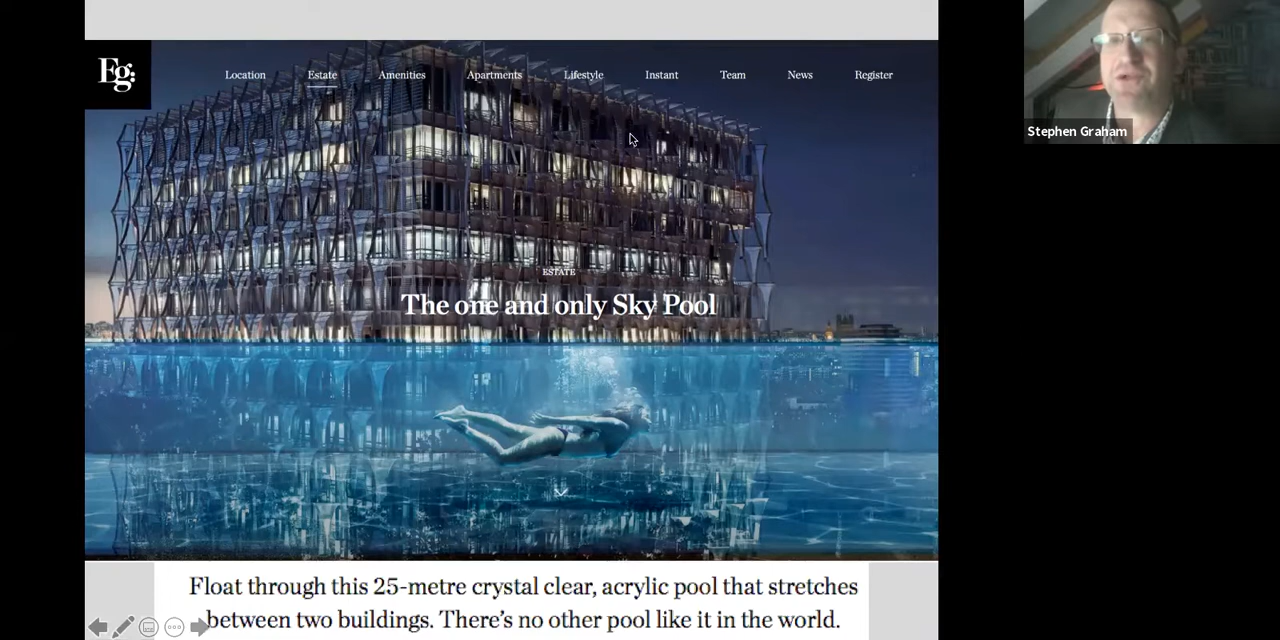 Eg:
Location Estate Amenities Apartments Lifestyle Instant Team News Register
Stephen Graham
ESTATE
The one and only Sky Pool
Float through this 25-metre crystal clear, acrylic pool that stretches
between two buildings. There's no other pool like it in the world.